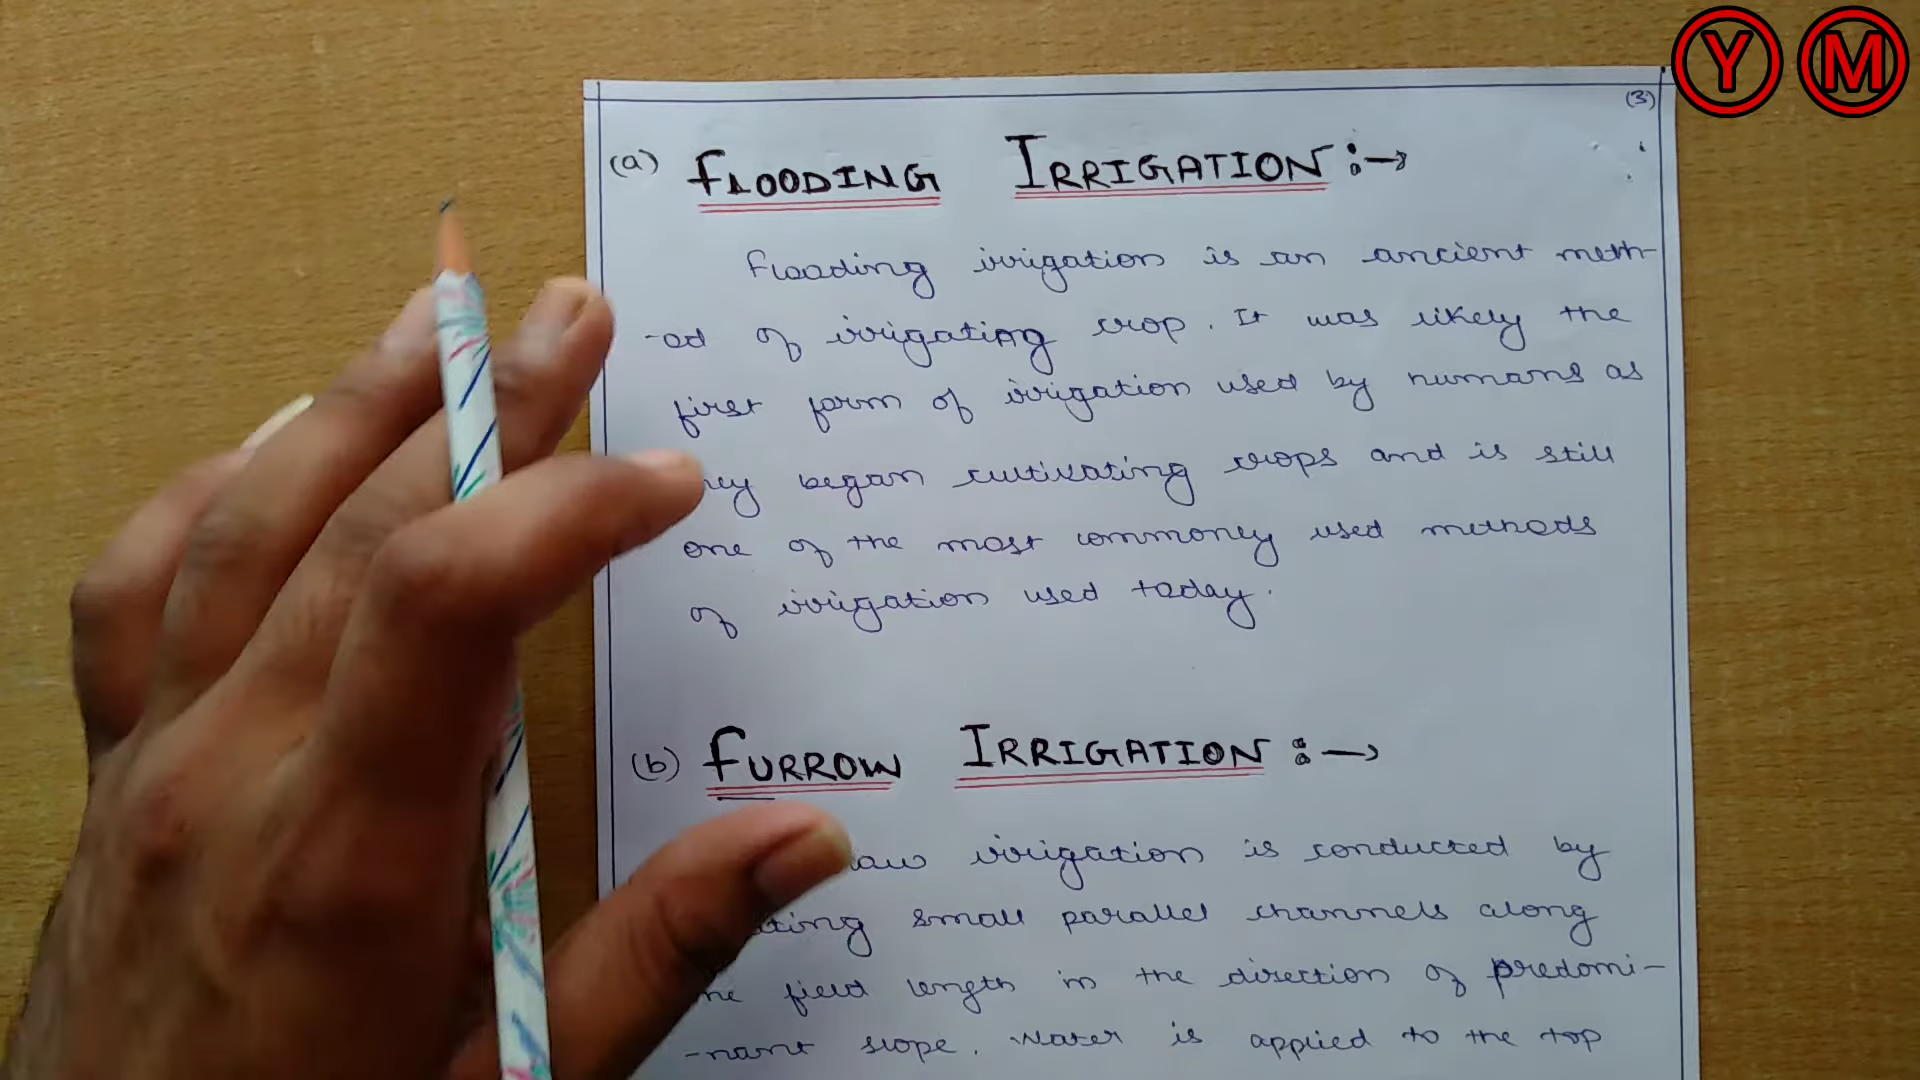 Y M
(3)
(a) FLOODING IRRIGATION :→
Flooding irrigation is an ancient meth-
-od of irrigating crop. It was likely the
first form of irrigation used by humans as
began cultivating crops and is still
one of the most commoney used methods
of irrigation used today.
(b) FURROW IRRIGATION :→
irrigation is conducted by
small parallel channels along
field length in the direction of predomi-
-nant slope. Water is applied to the top